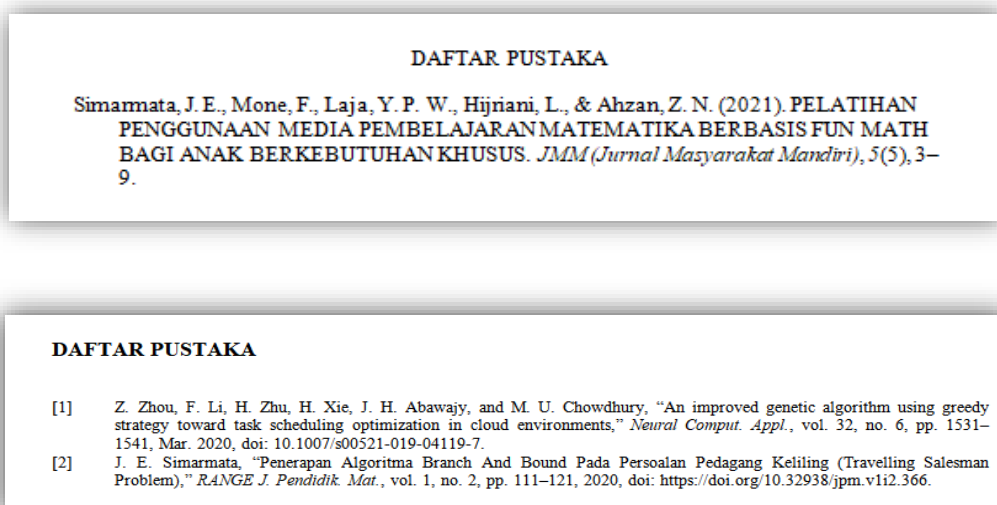 DAFTAR PUSTAKA
Simarmata, J. E., Mone, F., Laja, Y. P. W., Hijriani, L., & Ahzan, Z. N. (2021). PELATIHAN
PENGGUNAAN MEDIA PEMBELAJARAN MATEMATIKA BERBASIS FUN MATH
BAGI ANAK BERKEBUTUHAN KHUSUS. JMM (Jurnal Masyarakat Mandiri), 5(5), 3–
9.
DAFTAR PUSTAKA
[1] Z. Zhou, F. Li, H. Zhu, H. Xie, J. H. Abawajy, and M. U. Chowdhury, “An improved genetic algorithm using greedy
strategy toward task scheduling optimization in cloud environments,” Neural Comput. Appl., vol. 32, no. 6, pp. 1531–
1541, Mar. 2020, doi: 10.1007/s00521-019-04119-7.
[2] J. E. Simarmata, “Penerapan Algoritma Branch And Bound Pada Persoalan Pedagang Keliling (Travelling Salesman
Problem),” RANGE J. Pendidik. Mat., vol. 1, no. 2, pp. 111–121, 2020, doi: https://doi.org/10.32938/jpm.v1i2.366.